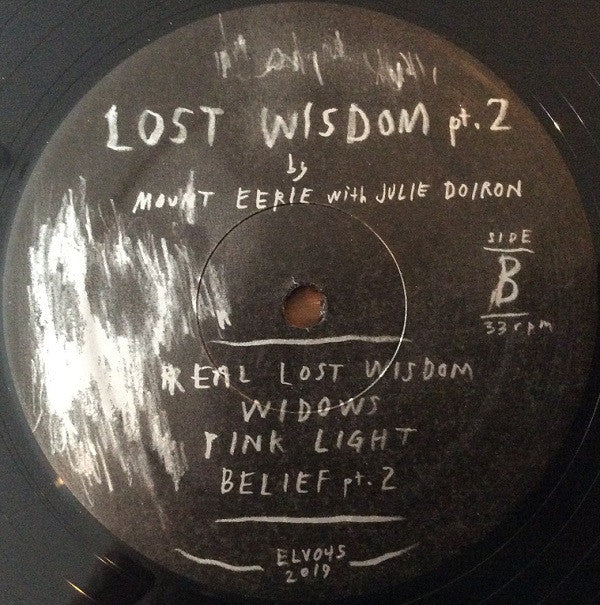 LOST WISDOM pt. 2
by
MOUNT EERIE with JULIE DOIRON
SIDE
B
33 rpm
REAL LOST WISDOM
WIDOWS
PINK LIGHT
BELIEF pt. 2
ELV045
2019